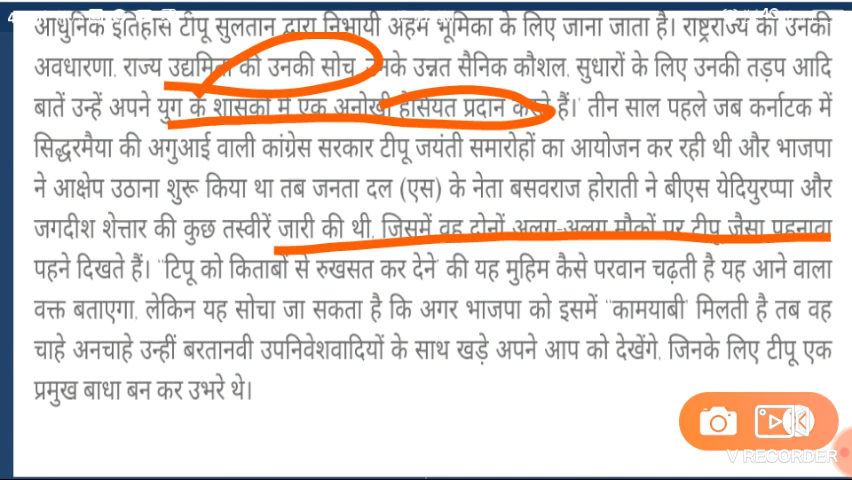 आधुनिक इतिहास टीपू सुलतान द्वारा निभायी अहम भूमिका के लिए जाना जाता है। राष्ट्रराज्य की उनकी
अवधारणा, राज्य की उनकी सोच, उनके उन्नत सैनिक कौशल, सुधारों के लिए उनकी तड़प आदि
बातें उन्हें अपने युग के शासकों में एक अनोखी हैसियत प्रदान करते हैं।' तीन साल पहले जब कर्नाटक में
सिद्धरमैया की अगुआई वाली कांग्रेस सरकार टीपू जयंती समारोहों का आयोजन कर रही थी और भाजपा
ने आक्षेप उठाना शुरू किया था तब जनता दल (एस) के नेता बसवराज होराती ने बीएस येदियुरप्पा और
जगदीश शेत्तार की कुछ तस्वीरें जारी की थी, जिसमें वह दोनों अलग-अलग मौकों पर टीपू जैसा पहनावा
पहने दिखते हैं। ''टिपू को किताबों से रुखसत कर देने'' की यह मुहिम कैसे परवान चढ़ती है यह आने वाला
वक्त बताएगा, लेकिन यह सोचा जा सकता है कि अगर भाजपा को इसमें ''कामयाबी'' मिलती है तब वह
चाहे अनचाहे उन्हीं बरतानवी उपनिवेशवादियों के साथ खड़े अपने आप को देखेंगे, जिनके लिए टीपू एक
प्रमुख बाधा बन कर उभरे थे।
V RECORDER